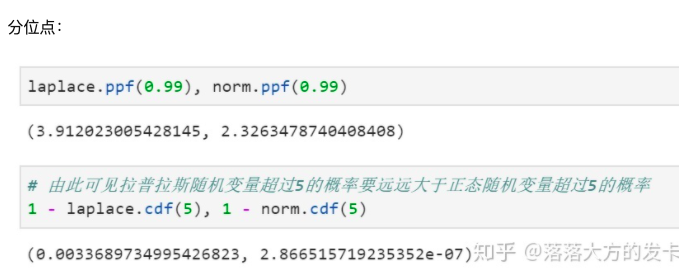 分位点：
laplace.ppf(0.99), norm.ppf(0.99)
(3.912023005428145, 2.3263478740408408)
# 由此可见拉普拉斯随机变量超过5的概率要远远大于正态随机变量超过5的概率
1 - laplace.cdf(5), 1 - norm.cdf(5)
(0.0033689734995426823, 2.866515719235352e-07)知乎 @落落大方的发卡